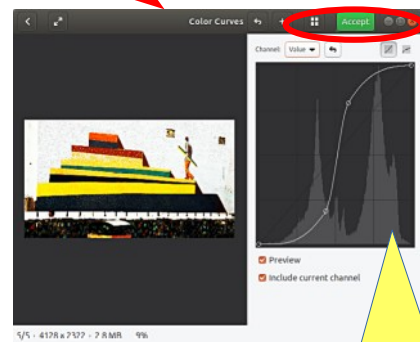 Color Curves
Accept
Channel: Value
Preview
Include current channel
5/5 · 4128 x 2322 · 2.8 MB 9%